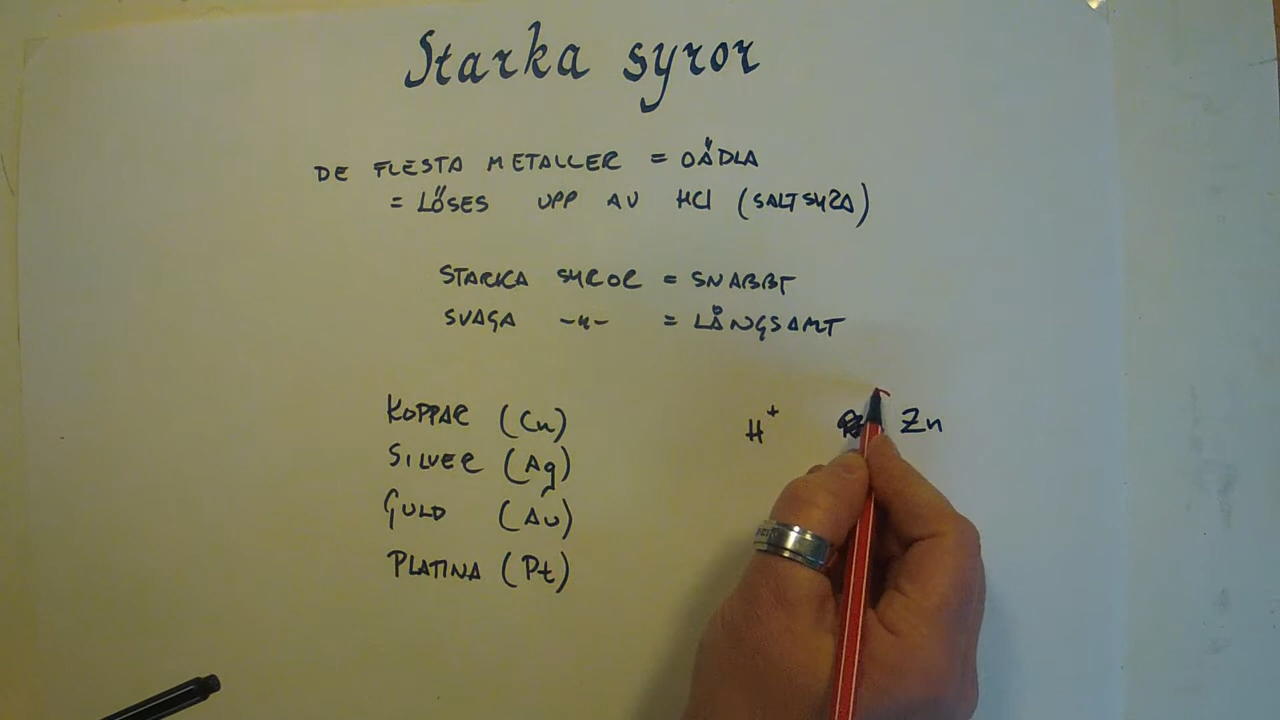 Starka syror
DE FLESTA METALLER = OÄDLA
= LÖSES UPP AV HCl (SALTSYRA)
STARKA SYROR = SNABBT
SVAGA -"- = LÅNGSAMT
KOPPAR (Cu)
SILVER (Ag)
GULD (Au)
PLATINA (Pt)
H+ Zn